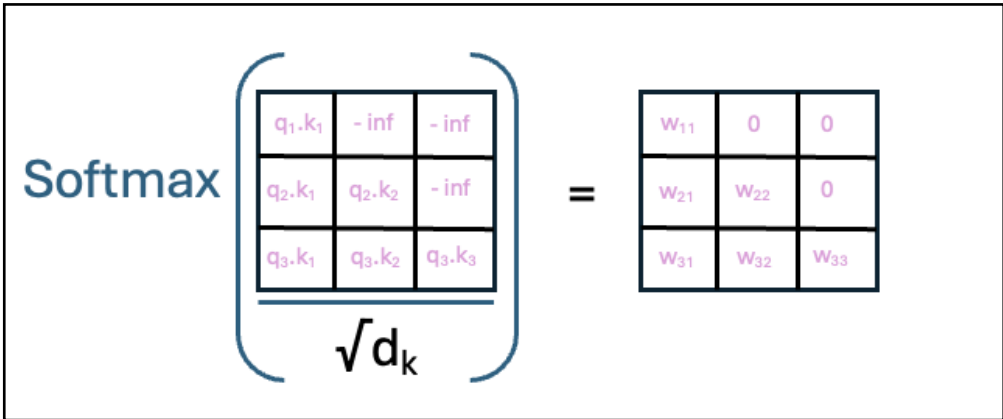 Softmax
q₁.k₁ - inf - inf
q₂.k₁ q₂.k₂ - inf
q₃.k₁ q₃.k₂ q₃.k₃
√dₖ
=
w₁₁ 0 0
w₂₁ w₂₂ 0
w₃₁ w₃₂ w₃₃